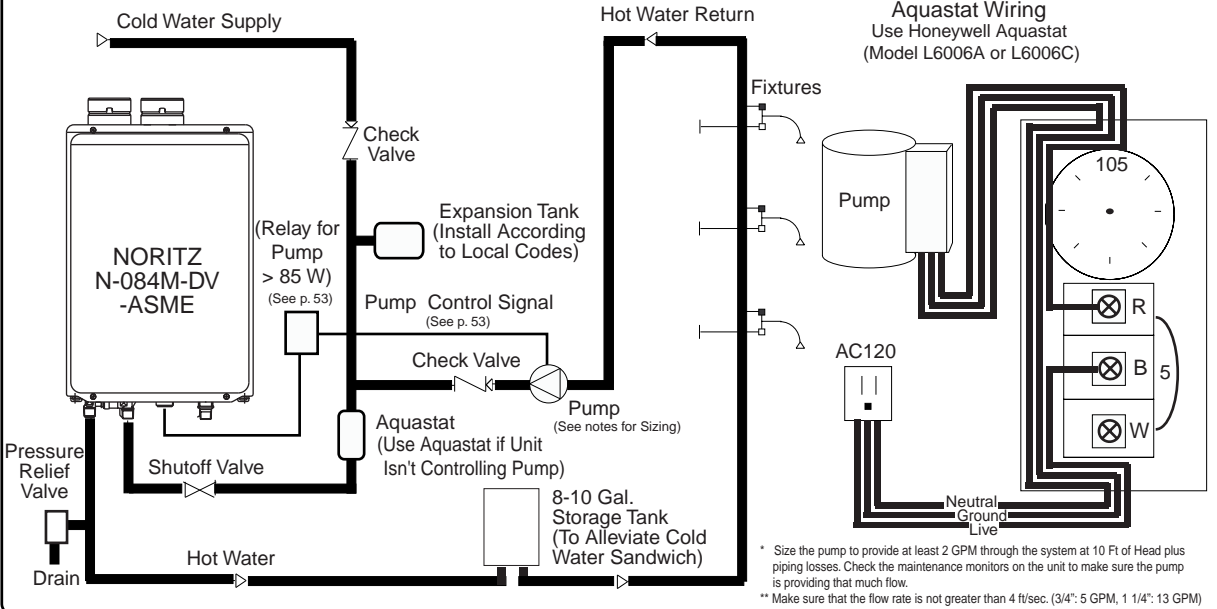 Cold Water Supply
Hot Water Return
Aquastat Wiring
Use Honeywell Aquastat
(Model L6006A or L6006C)
Fixtures
Check
Valve
105
Pump
Expansion Tank
(Install According
to Local Codes)
(Relay for
Pump
> 85 W)
(See p. 53)
NORITZ
N-084M-DV
-ASME
Pump Control Signal
(See p. 53)
R
B
5
W
AC120
Check Valve
Pump
(See notes for Sizing)
Aquastat
(Use Aquastat if Unit
Isn't Controlling Pump)
Pressure
Relief
Valve
Shutoff Valve
8-10 Gal.
Storage Tank
(To Alleviate Cold
Water Sandwich)
Neutral
Ground
Live
Hot Water
Drain
* Size the pump to provide at least 2 GPM through the system at 10 Ft of Head plus
piping losses. Check the maintenance monitors on the unit to make sure the pump
is providing that much flow.
** Make sure that the flow rate is not greater than 4 ft/sec. (3/4": 5 GPM, 1 1/4": 13 GPM)